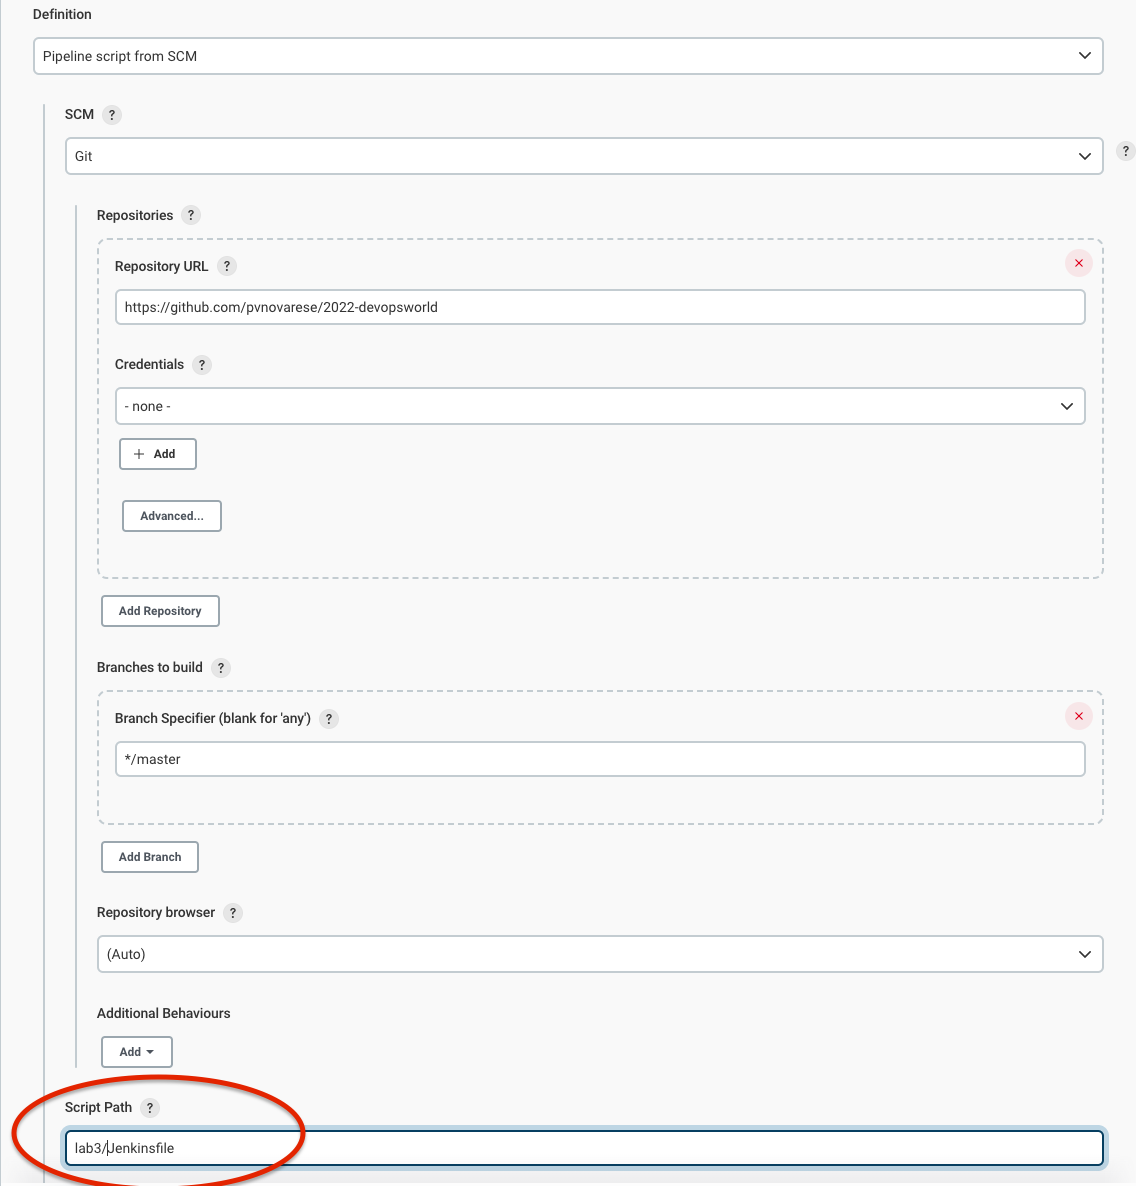 Definition
Pipeline script from SCM
SCM ?
Git
?
Repositories ?
Repository URL ?
https://github.com/pvnovarese/2022-devopsworld
Credentials ?
- none -
+ Add
Advanced...
Add Repository
Branches to build ?
Branch Specifier (blank for 'any') ?
*/master
Add Branch
Repository browser ?
(Auto)
Additional Behaviours
Add
Script Path ?
lab3/Jenkinsfile